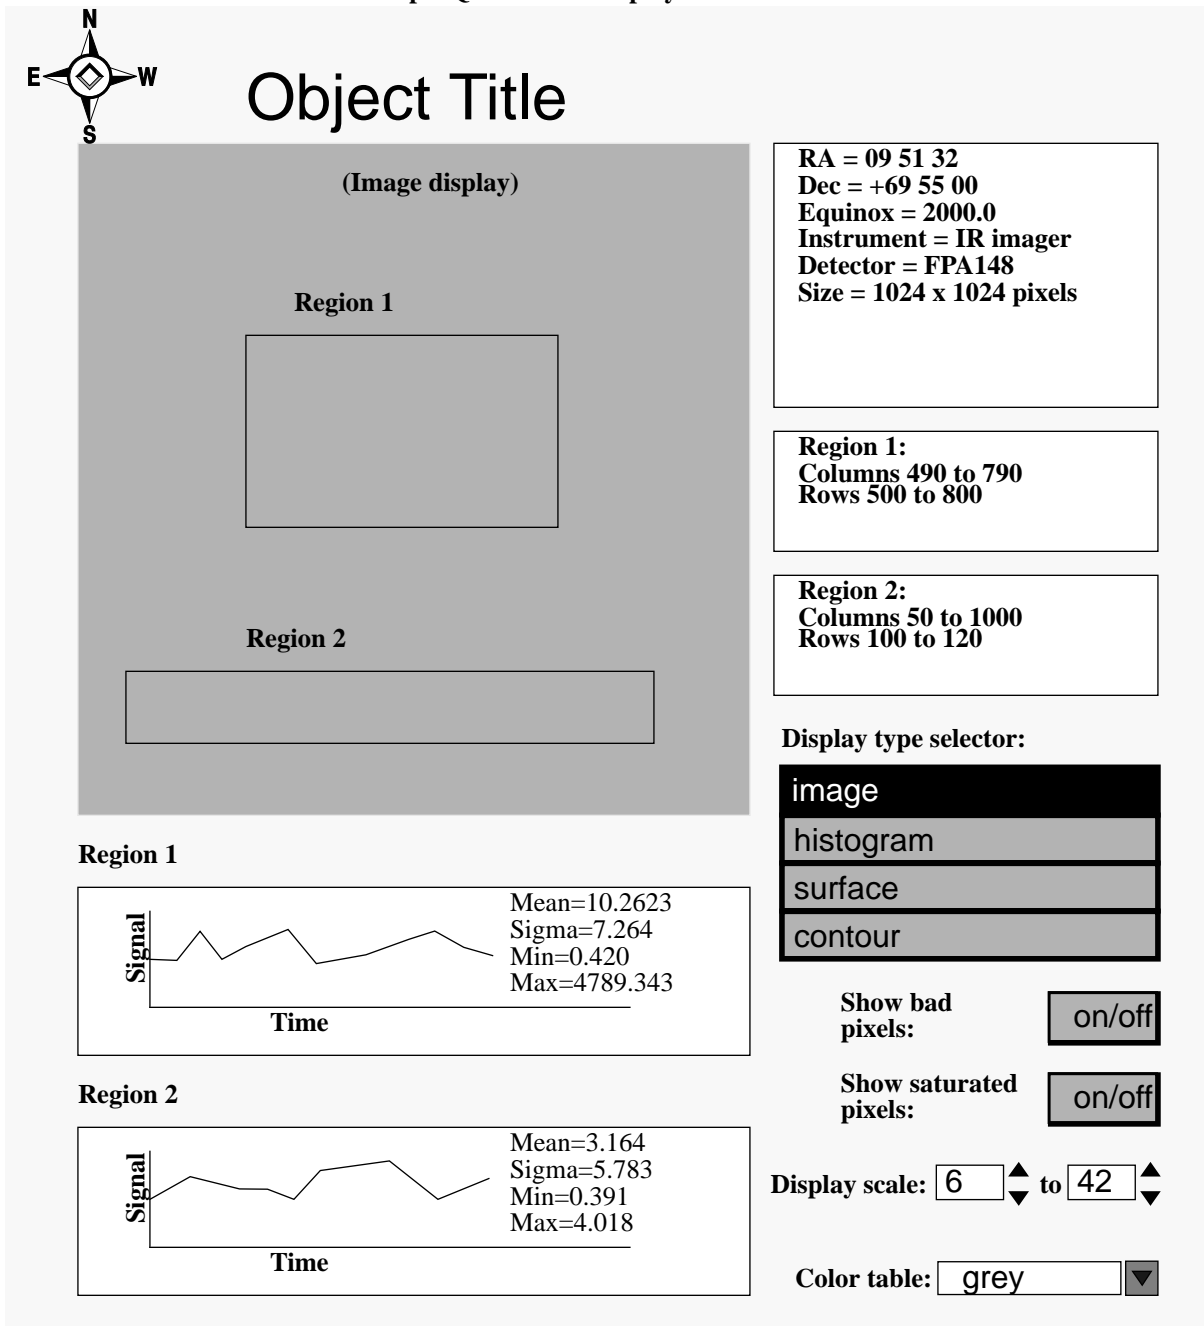 N
E W
S
Object Title
(Image display)
Region 1
Region 2
RA = 09 51 32
Dec = +69 55 00
Equinox = 2000.0
Instrument = IR imager
Detector = FPA148
Size = 1024 x 1024 pixels
Region 1:
Columns 490 to 790
Rows 500 to 800
Region 2:
Columns 50 to 1000
Rows 100 to 120
Display type selector:
image
histogram
surface
contour
Show bad
pixels:
on/off
Show saturated
pixels:
on/off
Display scale: 6 to 42
Color table: grey
Region 1
Signal
Time
Mean=10.2623
Sigma=7.264
Min=0.420
Max=4789.343
Region 2
Signal
Time
Mean=3.164
Sigma=5.783
Min=0.391
Max=4.018